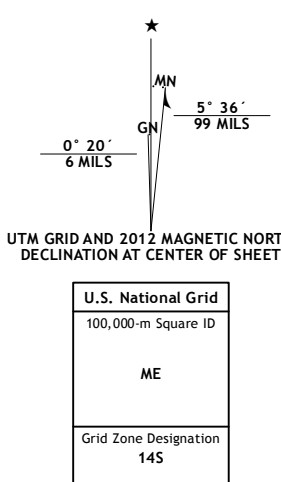 ★
MN
GN
5° 36´
99 MILS
0° 20´
6 MILS
UTM GRID AND 2012 MAGNETIC NORT
DECLINATION AT CENTER OF SHEET
U.S. National Grid
100,000-m Square ID
ME
Grid Zone Designation
14S